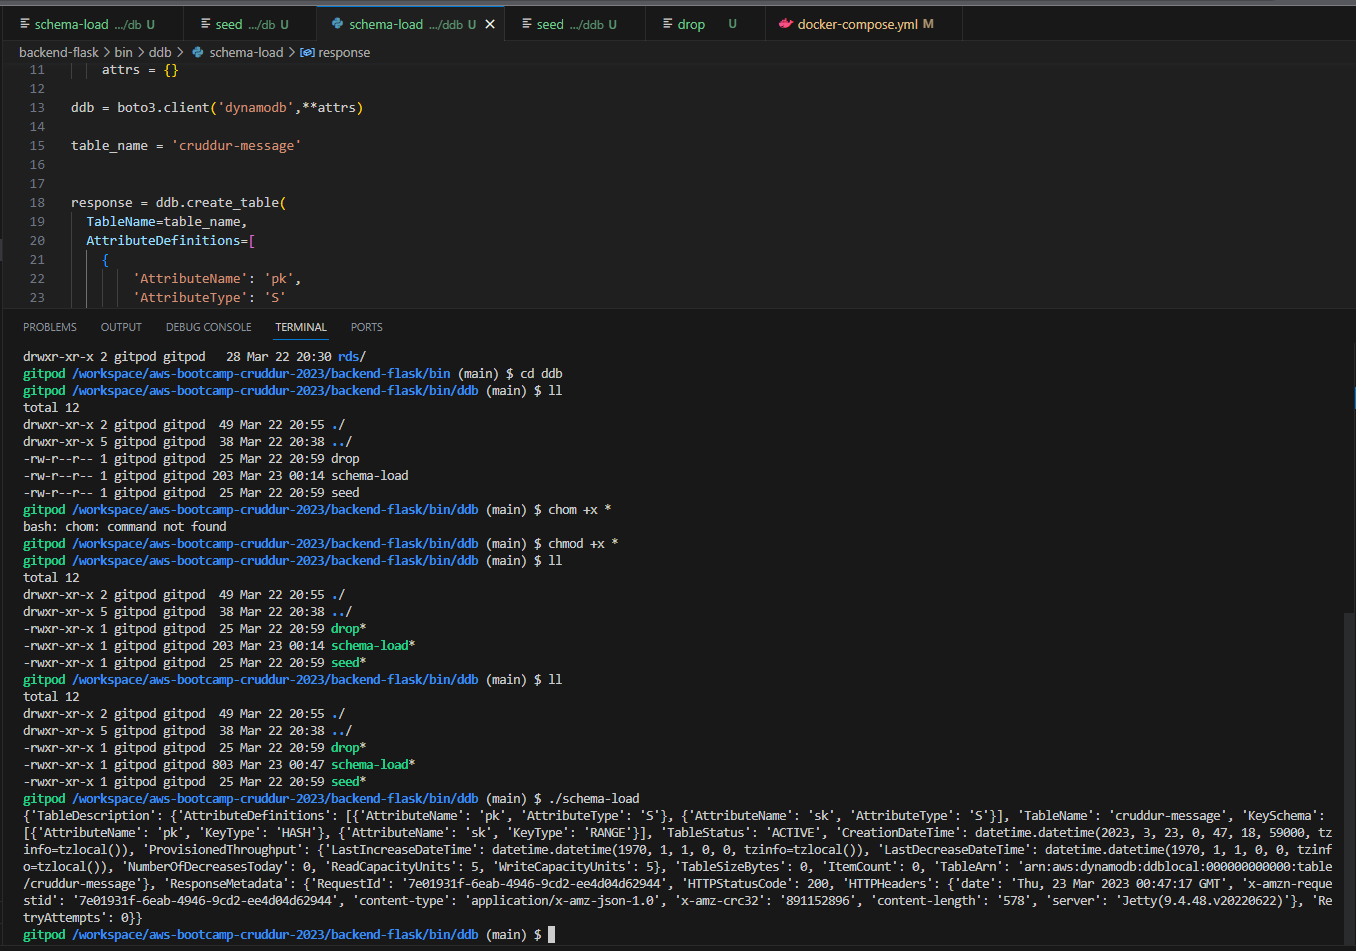 schema-load .../db U seed .../db U schema-load .../ddb U × seed .../ddb U drop U docker-compose.yml M
backend-flask > bin > ddb > schema-load > response
11 attrs = {}
12
13 ddb = boto3.client('dynamodb',**attrs)
14
15 table_name = 'cruddur-message'
16
17
18 response = ddb.create_table(
19 TableName=table_name,
20 AttributeDefinitions=[
21 {
22 'AttributeName': 'pk',
23 'AttributeType': 'S'
PROBLEMS OUTPUT DEBUG CONSOLE TERMINAL PORTS
drwxr-xr-x 2 gitpod gitpod 28 Mar 22 20:30 rds/
gitpod /workspace/aws-bootcamp-cruddur-2023/backend-flask/bin (main) $ cd ddb
gitpod /workspace/aws-bootcamp-cruddur-2023/backend-flask/bin/ddb (main) $ ll
total 12
drwxr-xr-x 2 gitpod gitpod 49 Mar 22 20:55 ./
drwxr-xr-x 5 gitpod gitpod 38 Mar 22 20:38 ../
-rw-r--r-- 1 gitpod gitpod 25 Mar 22 20:59 drop
-rw-r--r-- 1 gitpod gitpod 203 Mar 23 00:14 schema-load
-rw-r--r-- 1 gitpod gitpod 25 Mar 22 20:59 seed
gitpod /workspace/aws-bootcamp-cruddur-2023/backend-flask/bin/ddb (main) $ chom +x *
bash: chom: command not found
gitpod /workspace/aws-bootcamp-cruddur-2023/backend-flask/bin/ddb (main) $ chmod +x *
gitpod /workspace/aws-bootcamp-cruddur-2023/backend-flask/bin/ddb (main) $ ll
total 12
drwxr-xr-x 2 gitpod gitpod 49 Mar 22 20:55 ./
drwxr-xr-x 5 gitpod gitpod 38 Mar 22 20:38 ../
-rwxr-xr-x 1 gitpod gitpod 25 Mar 22 20:59 drop*
-rwxr-xr-x 1 gitpod gitpod 203 Mar 23 00:14 schema-load*
-rwxr-xr-x 1 gitpod gitpod 25 Mar 22 20:59 seed*
gitpod /workspace/aws-bootcamp-cruddur-2023/backend-flask/bin/ddb (main) $ ll
total 12
drwxr-xr-x 2 gitpod gitpod 49 Mar 22 20:55 ./
drwxr-xr-x 5 gitpod gitpod 38 Mar 22 20:38 ../
-rwxr-xr-x 1 gitpod gitpod 25 Mar 22 20:59 drop*
-rwxr-xr-x 1 gitpod gitpod 803 Mar 23 00:47 schema-load*
-rwxr-xr-x 1 gitpod gitpod 25 Mar 22 20:59 seed*
gitpod /workspace/aws-bootcamp-cruddur-2023/backend-flask/bin/ddb (main) $ ./schema-load
{'TableDescription': {'AttributeDefinitions': [{'AttributeName': 'pk', 'AttributeType': 'S'}, {'AttributeName': 'sk', 'AttributeType': 'S'}], 'TableName': 'cruddur-message', 'KeySchema':
[{'AttributeName': 'pk', 'KeyType': 'HASH'}, {'AttributeName': 'sk', 'KeyType': 'RANGE'}], 'TableStatus': 'ACTIVE', 'CreationDateTime': datetime.datetime(2023, 3, 23, 0, 47, 18, 59000, tz
info=tzlocal()), 'ProvisionedThroughput': {'LastIncreaseDateTime': datetime.datetime(1970, 1, 1, 0, 0, tzinfo=tzlocal()), 'LastDecreaseDateTime': datetime.datetime(1970, 1, 1, 0, 0, tzinf
o=tzlocal()), 'NumberOfDecreasesToday': 0, 'ReadCapacityUnits': 5, 'WriteCapacityUnits': 5}, 'TableSizeBytes': 0, 'ItemCount': 0, 'TableArn': 'arn:aws:dynamodb:ddblocal:000000000000:table
/cruddur-message'}, 'ResponseMetadata': {'RequestId': '7e01931f-6eab-4946-9cd2-ee4d04d62944', 'HTTPStatusCode': 200, 'HTTPHeaders': {'date': 'Thu, 23 Mar 2023 00:47:17 GMT', 'x-amzn-reque
stid': '7e01931f-6eab-4946-9cd2-ee4d04d62944', 'content-type': 'application/x-amz-json-1.0', 'x-amz-crc32': '891152896', 'content-length': '578', 'server': 'Jetty(9.4.48.v20220622)'}, 'Re
tryAttempts': 0}}
gitpod /workspace/aws-bootcamp-cruddur-2023/backend-flask/bin/ddb (main) $